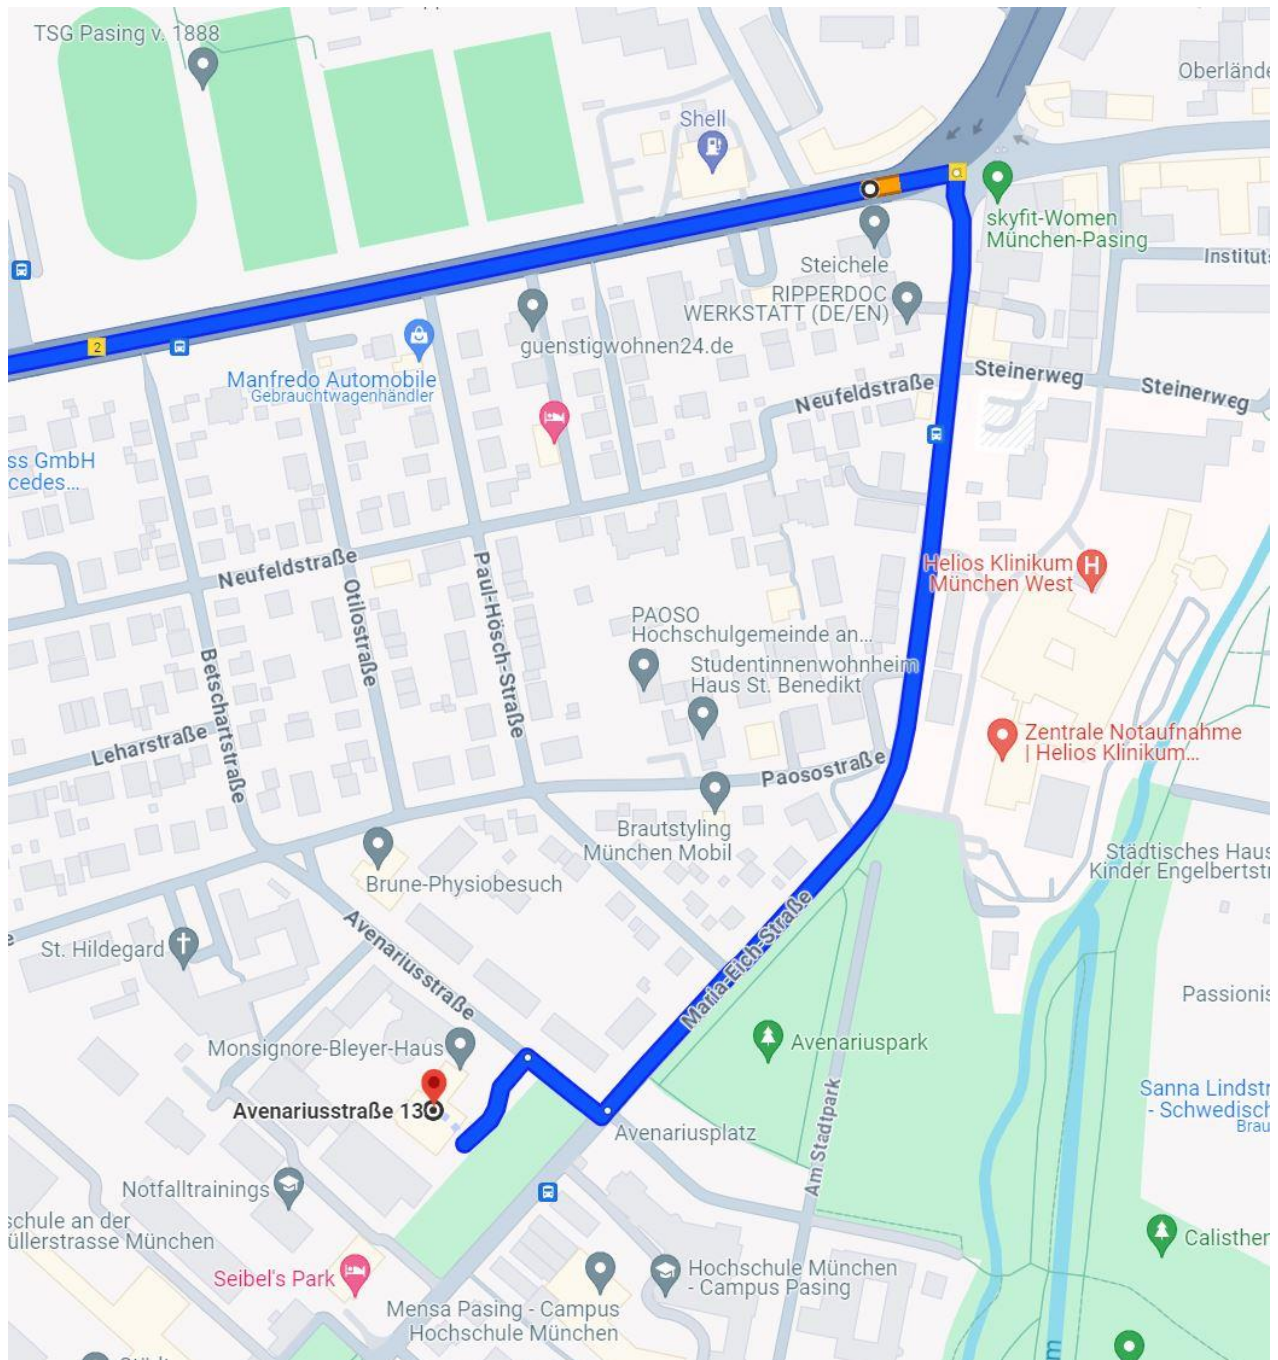 TSG Pasing v. 1888
Oberlände
Shell
skyfit-Women
München-Pasing
Instituts
Steichele
RIPPERDOC
WERKSTATT (DE/EN)
2
guenstigwohnen24.de
Manfredo Automobile
Gebrauchtwagenhändler
Steinerweg
Steinerweg
Neufeldstraße
ss GmbH
cedes...
Neufeldstraße
Otilostraße
Paul-Hösch-Straße
Helios Klinikum
München West
H
PAOSO
Hochschulgemeinde an...
Studentinnenwohnheim
Haus St. Benedikt
Betschartstraße
Leharstraße
Zentrale Notaufnahme
| Helios Klinikum...
Paosostraße
Brautstyling
München Mobil
Städtisches Haus
Kinder Engelbertstr
Brune-Physiobesuch
St. Hildegard
Avenariusstraße
Maria-Eich-Straße
Passionis
Monsignore-Bleyer-Haus
Avenariuspark
Avenariusstraße 13
Sanna Lindstr
- Schwedisch
Brau
Avenariusplatz
Am Stadtpark
Notfalltrainings
schule an der
üllerstrasse München
Calisthen
Seibel's Park
Hochschule München
- Campus Pasing
Mensa Pasing - Campus
Hochschule München